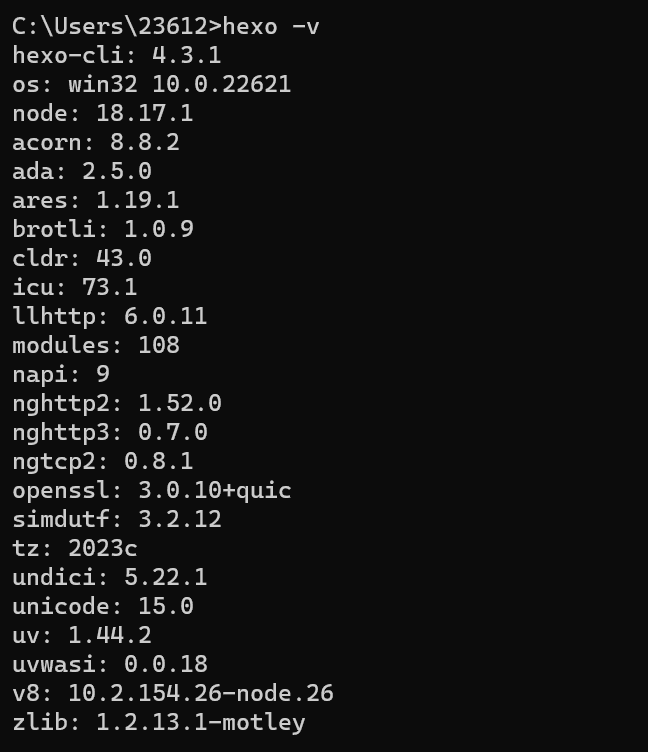 C:\Users\23612>hexo -v
hexo-cli: 4.3.1
os: win32 10.0.22621
node: 18.17.1
acorn: 8.8.2
ada: 2.5.0
ares: 1.19.1
brotli: 1.0.9
cldr: 43.0
icu: 73.1
llhttp: 6.0.11
modules: 108
napi: 9
nghttp2: 1.52.0
nghttp3: 0.7.0
ngtcp2: 0.8.1
openssl: 3.0.10+quic
simdutf: 3.2.12
tz: 2023c
undici: 5.22.1
unicode: 15.0
uv: 1.44.2
uvwasi: 0.0.18
v8: 10.2.154.26-node.26
zlib: 1.2.13.1-motley